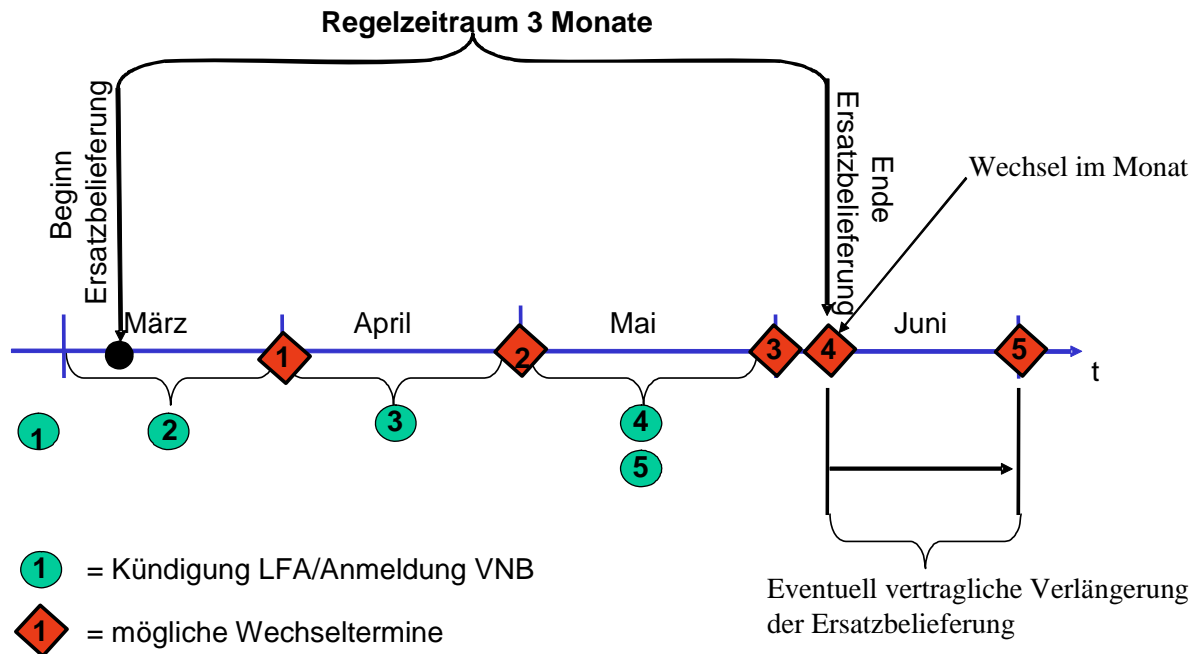 Regelzeitraum 3 Monate
Beginn
Ersatzbelieferung
Ende
Ersatzbelieferung
Wechsel im Monat
März
April
Mai
Juni
1
2
3
4
5
t
1
2
3
4
5
1 = Kündigung LFA/Anmeldung VNB
1 = mögliche Wechseltermine
Eventuell vertragliche Verlängerung
der Ersatzbelieferung